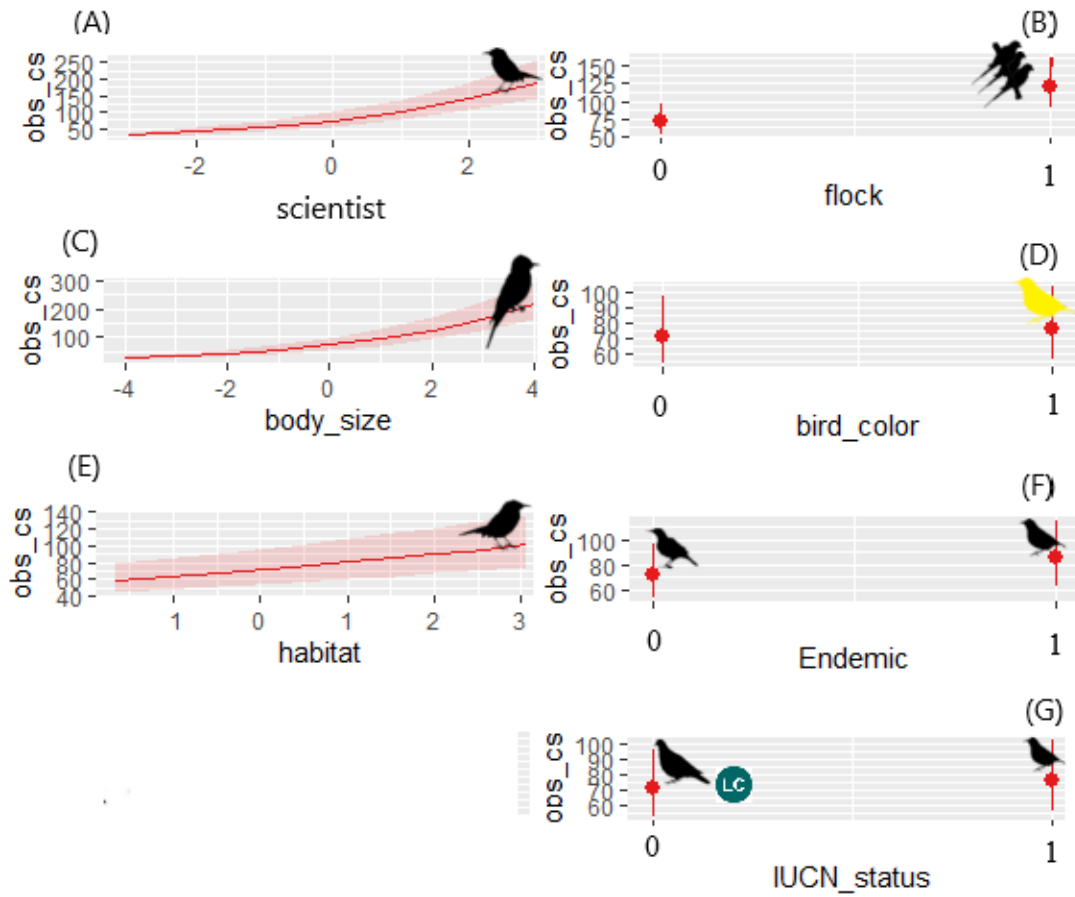 (A)
obs_cs
250
200
150
100
50
-2 0 2
scientist
(B)
obs_cs
150
125
100
75
50
0 1
flock
(C)
obs_cs
300
200
100
-4 -2 0 2 4
body_size
(D)
obs_cs
100
90
80
70
60
0 1
bird_color
(E)
obs_cs
140
120
100
80
60
40
1 0 1 2 3
habitat
(F)
obs_cs
100
80
60
0 1
Endemic
(G)
obs_cs
100
90
80
70
60
LC
0 1
IUCN_status